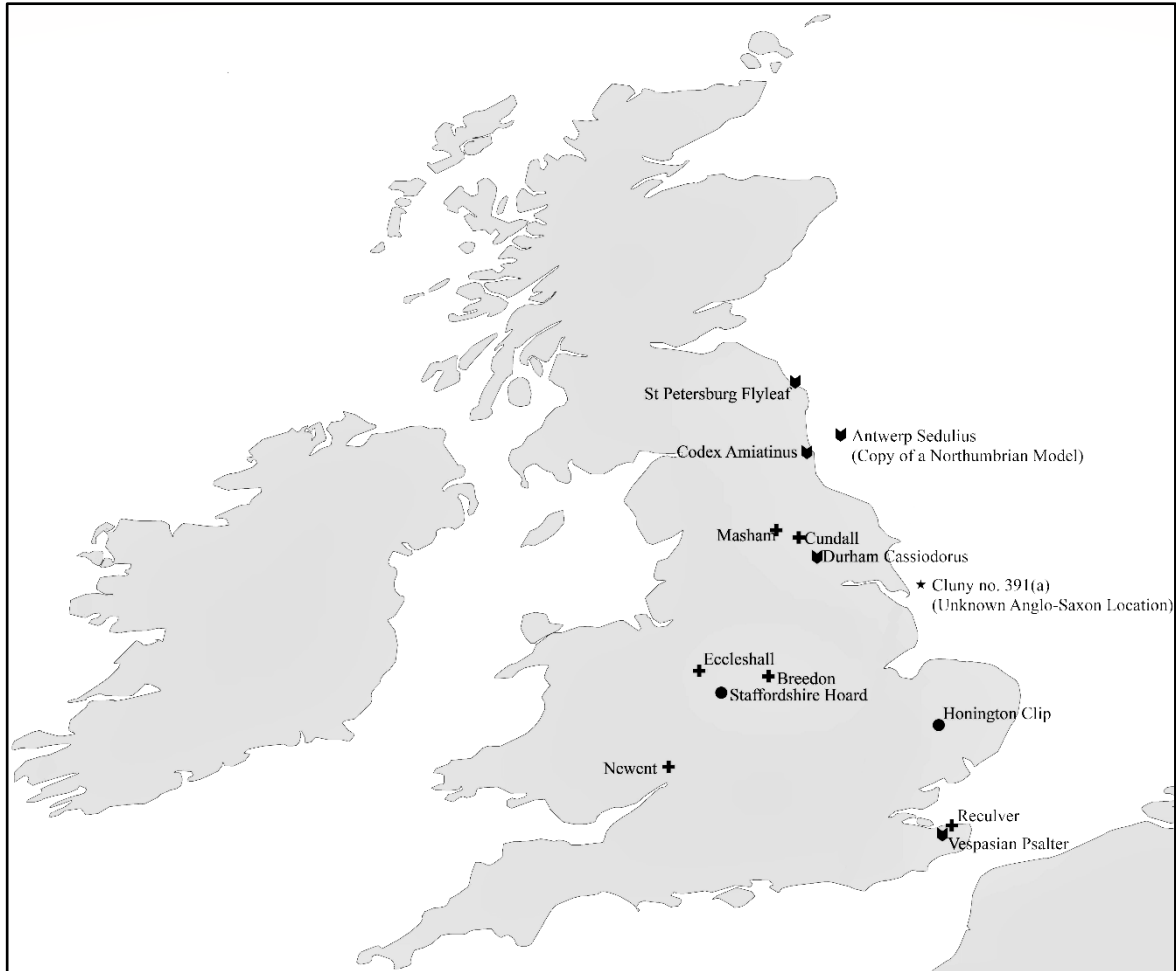 St Petersburg Flyleaf
Antwerp Sedulius
(Copy of a Northumbrian Model)
Codex Amiatinus
Masham
Cundall
Durham Cassiodorus
Cluny no. 391(a)
(Unknown Anglo-Saxon Location)
Eccleshall
Breedon
Staffordshire Hoard
Honington Clip
Newent
Reculver
Vespasian Psalter